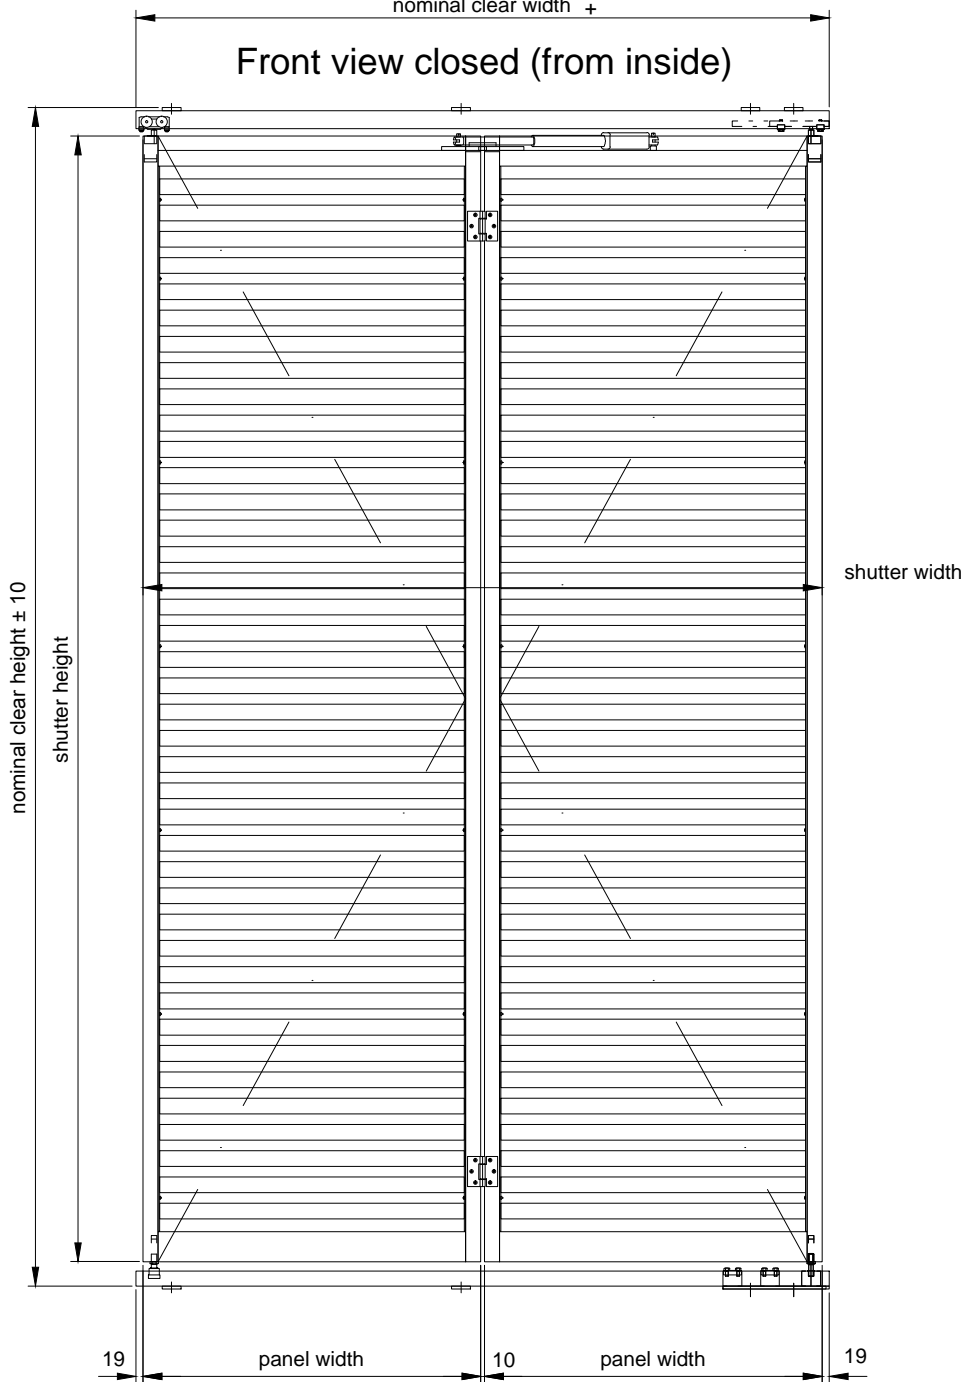 nominal clear width +
Front view closed (from inside)
shutter width
nominal clear height ± 10
shutter height
19
panel width
10
panel width
19